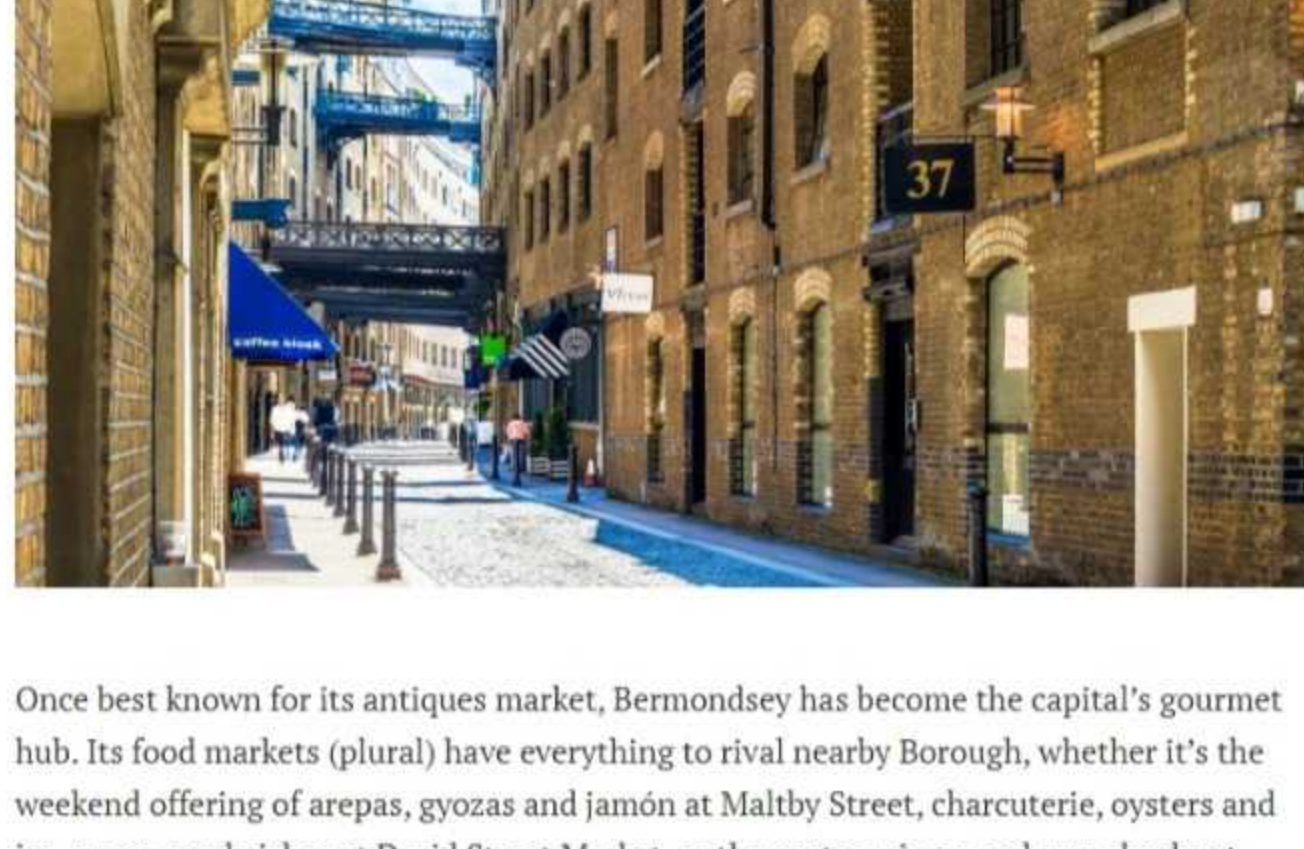 37
coffee kiosk
Once best known for its antiques market, Bermondsey has become the capital’s gourmet
hub. Its food markets (plural) have everything to rival nearby Borough, whether it’s the
weekend offering of arepas, gyozas and jamón at Maltby Street, charcuterie, oysters and